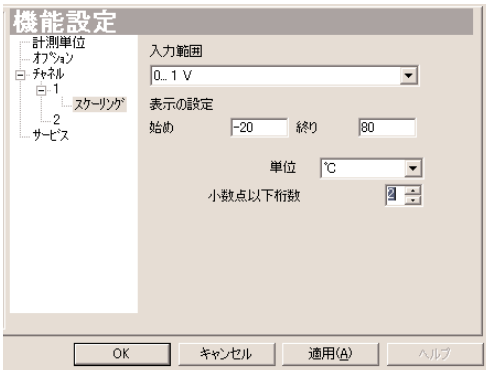 機能設定
計測単位
ｵﾌﾟｼｮﾝ
ﾁｬﾈﾙ
1
ｽｹｰﾘﾝｸﾞ
2
ｻｰﾋﾞｽ
入力範囲
0... 1 V
表示の設定
始め -20 終り 80
単位 ℃
小数点以下桁数 2
OK キャンセル 適用(A) ヘルプ